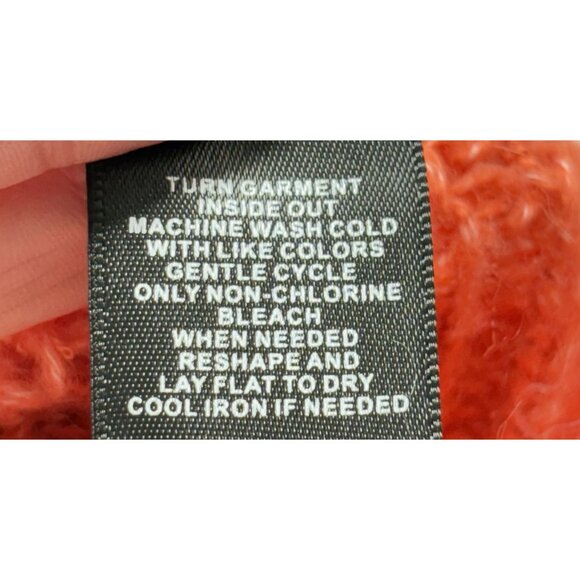 TURN GARMENT
INSIDE OUT
MACHINE WASH COLD
WITH LIKE COLORS
GENTLE CYCLE
ONLY NON-CHLORINE
BLEACH
WHEN NEEDED
RESHAPE AND
LAY FLAT TO DRY
COOL IRON IF NEEDED